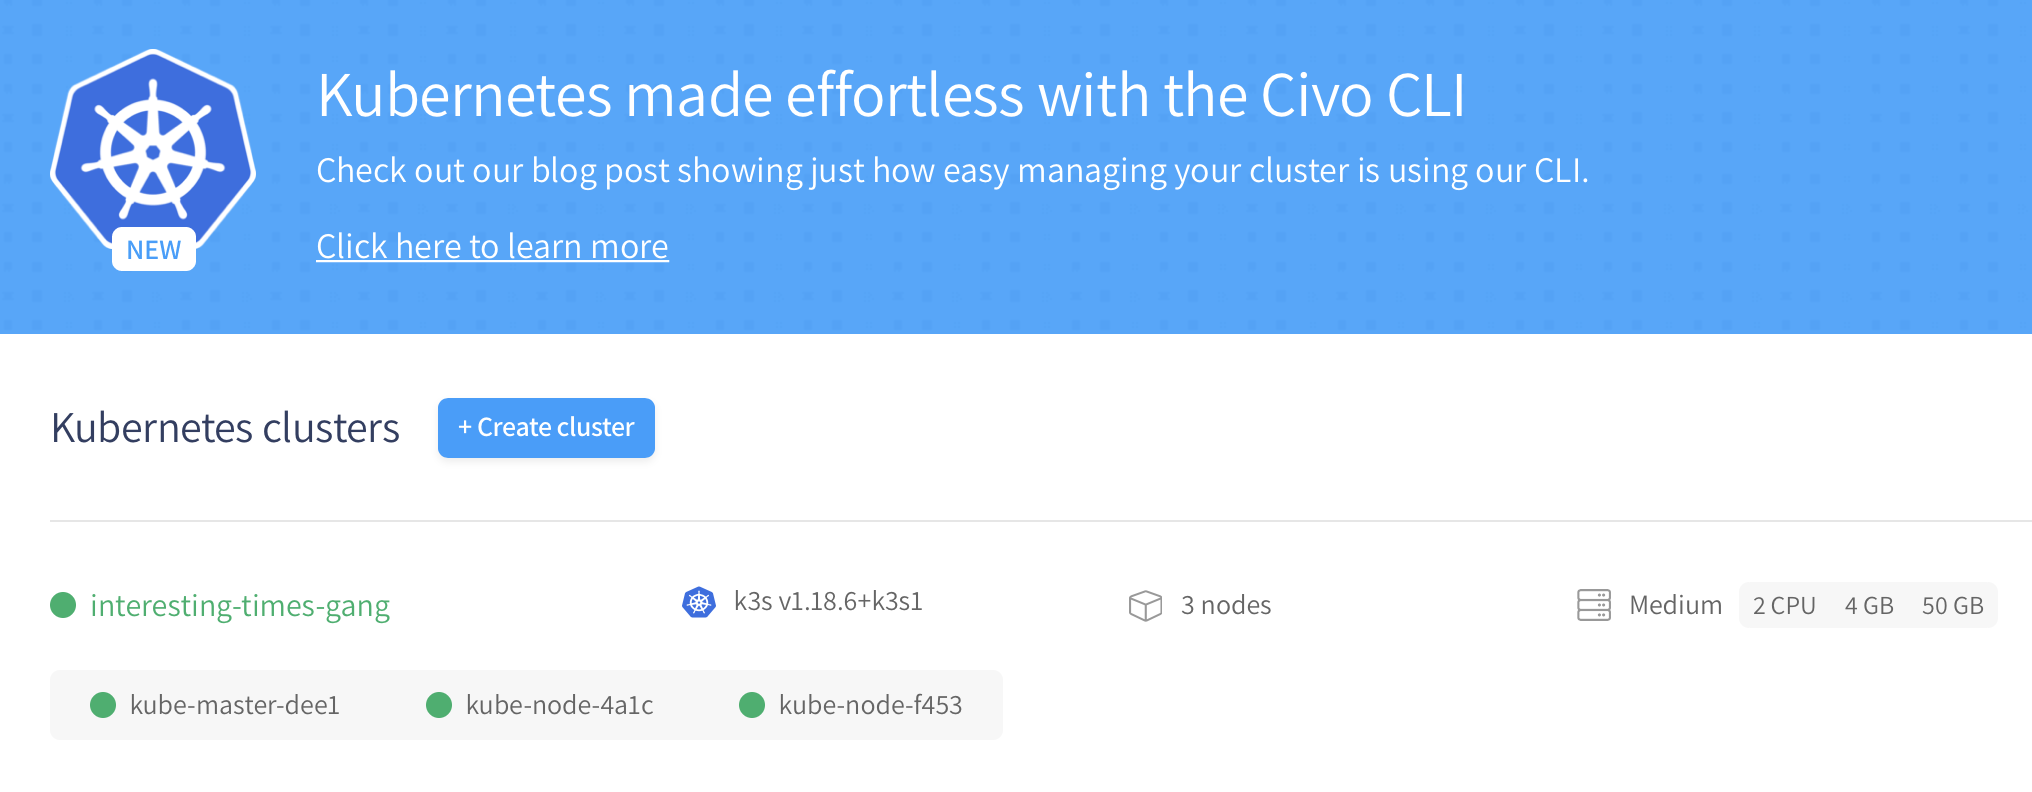 Kubernetes made effortless with the Civo CLI
Check out our blog post showing just how easy managing your cluster is using our CLI.
NEW
Click here to learn more
Kubernetes clusters
+ Create cluster
interesting-times-gang
k3s v1.18.6+k3s1
3 nodes
Medium 2 CPU 4 GB 50 GB
kube-master-dee1
kube-node-4a1c
kube-node-f453